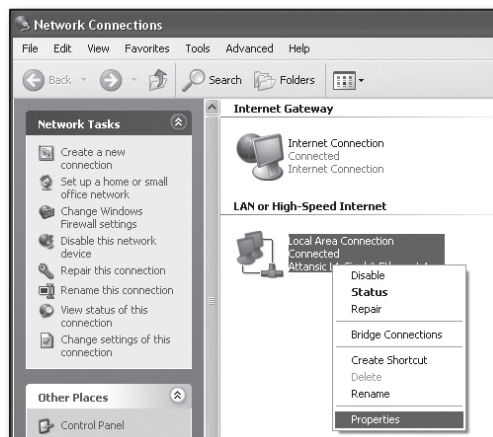 Network Connections
File Edit View Favorites Tools Advanced Help
Back Search Folders
Network Tasks
Create a new
connection
Set up a home or small
office network
Change Windows
Firewall settings
Disable this network
device
Repair this connection
Rename this connection
View status of this
connection
Change settings of this
connection
Other Places
Control Panel
Internet Gateway
Internet Connection
Connected
Internet Connection
LAN or High-Speed Internet
Local Area Connection
Connected
Attansic
Disable
Status
Repair
Bridge Connections
Create Shortcut
Delete
Rename
Properties